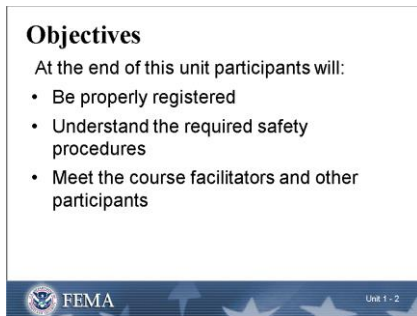 Objectives
At the end of this unit participants will:
• Be properly registered
• Understand the required safety
procedures
• Meet the course facilitators and other
participants
FEMA
Unit 1 - 2